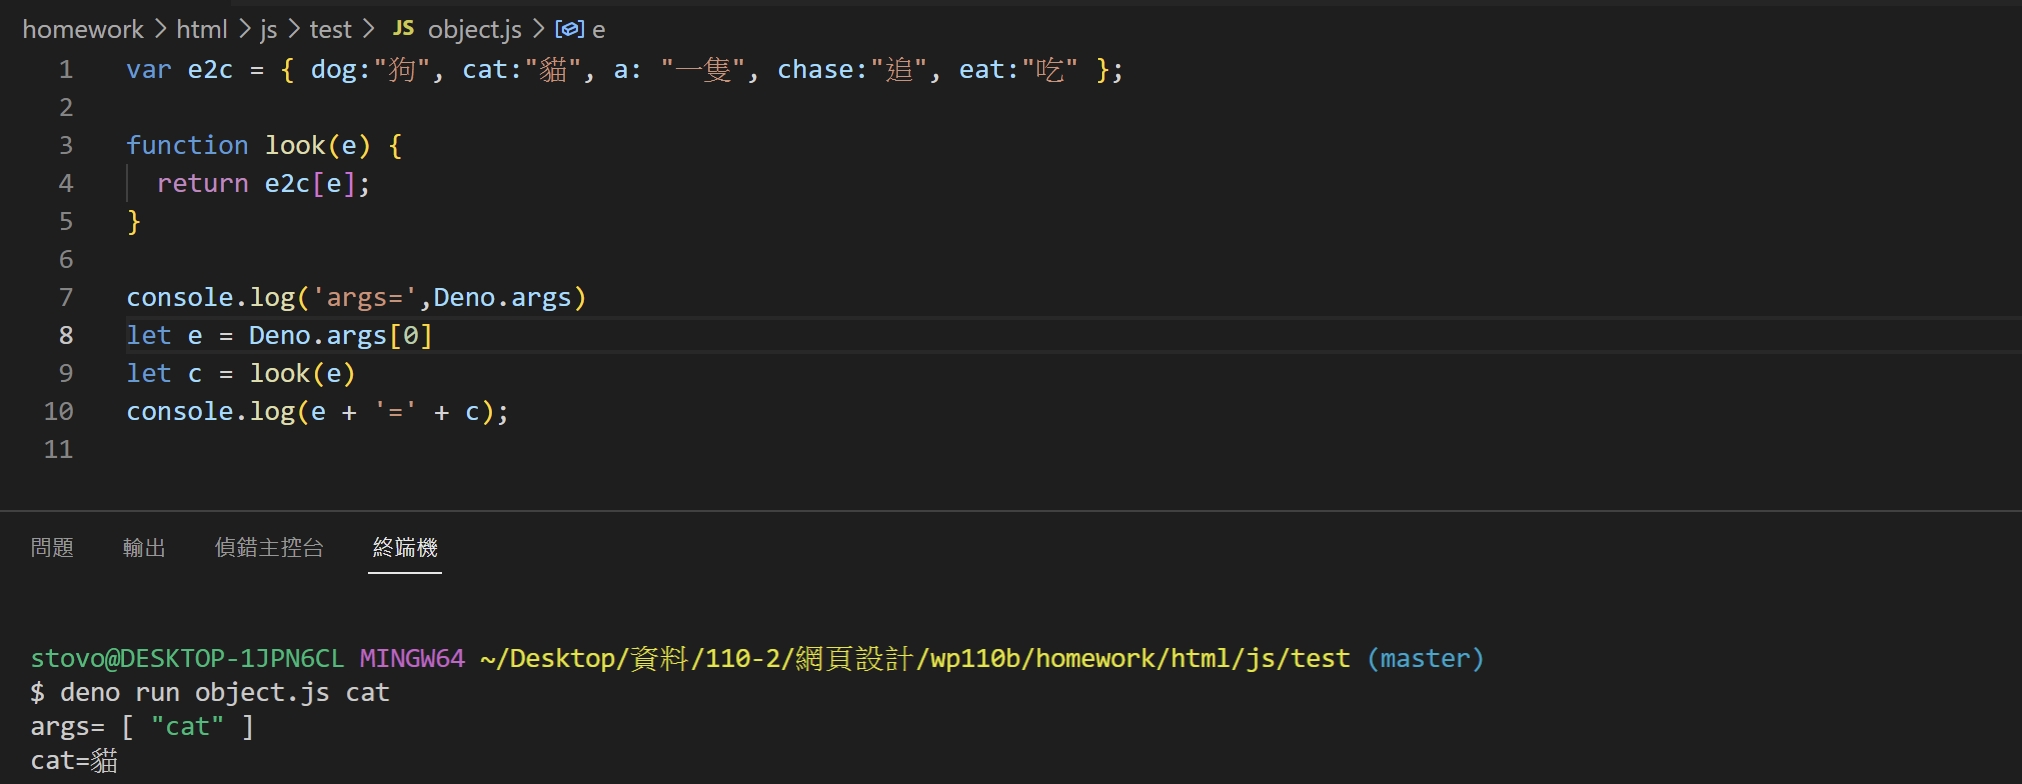 homework > html > js > test > JS object.js > [e] e
1 var e2c = { dog:"狗", cat:"貓", a: "一隻", chase:"追", eat:"吃" };
2
3 function look(e) {
4 return e2c[e];
5 }
6
7 console.log('args=',Deno.args)
8 let e = Deno.args[0]
9 let c = look(e)
10 console.log(e + '=' + c);
11
問題 輸出 偵錯主控台 終端機
stovo@DESKTOP-1JPN6CL MINGW64 ~/Desktop/資料/110-2/網頁設計/wp110b/homework/html/js/test (master)
$ deno run object.js cat
args= [ "cat" ]
cat=貓